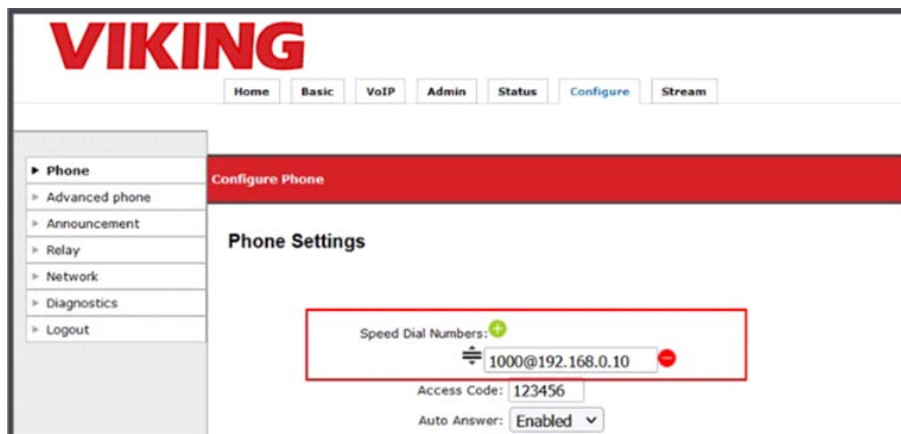 VIKING
Home Basic VoIP Admin Status Configure Stream
Phone
Advanced phone
Announcement
Relay
Network
Diagnostics
Logout
Configure Phone
Phone Settings
Speed Dial Numbers:
1000@192.168.0.10
Access Code: 123456
Auto Answer: Enabled